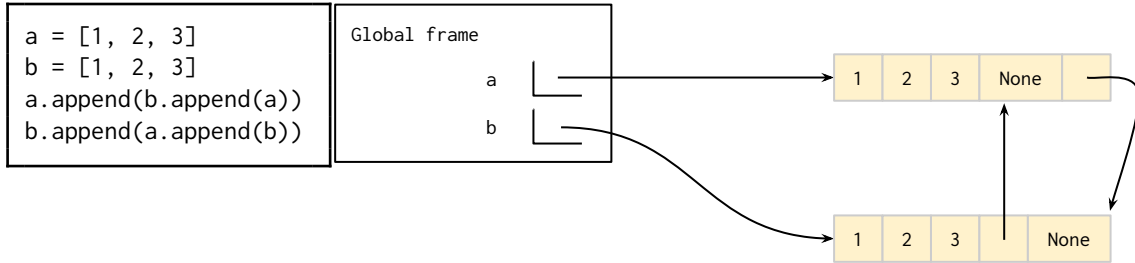 a = [1, 2, 3]
b = [1, 2, 3]
a.append(b.append(a))
b.append(a.append(b))
Global frame
a
b
1 2 3 None
1 2 3 None